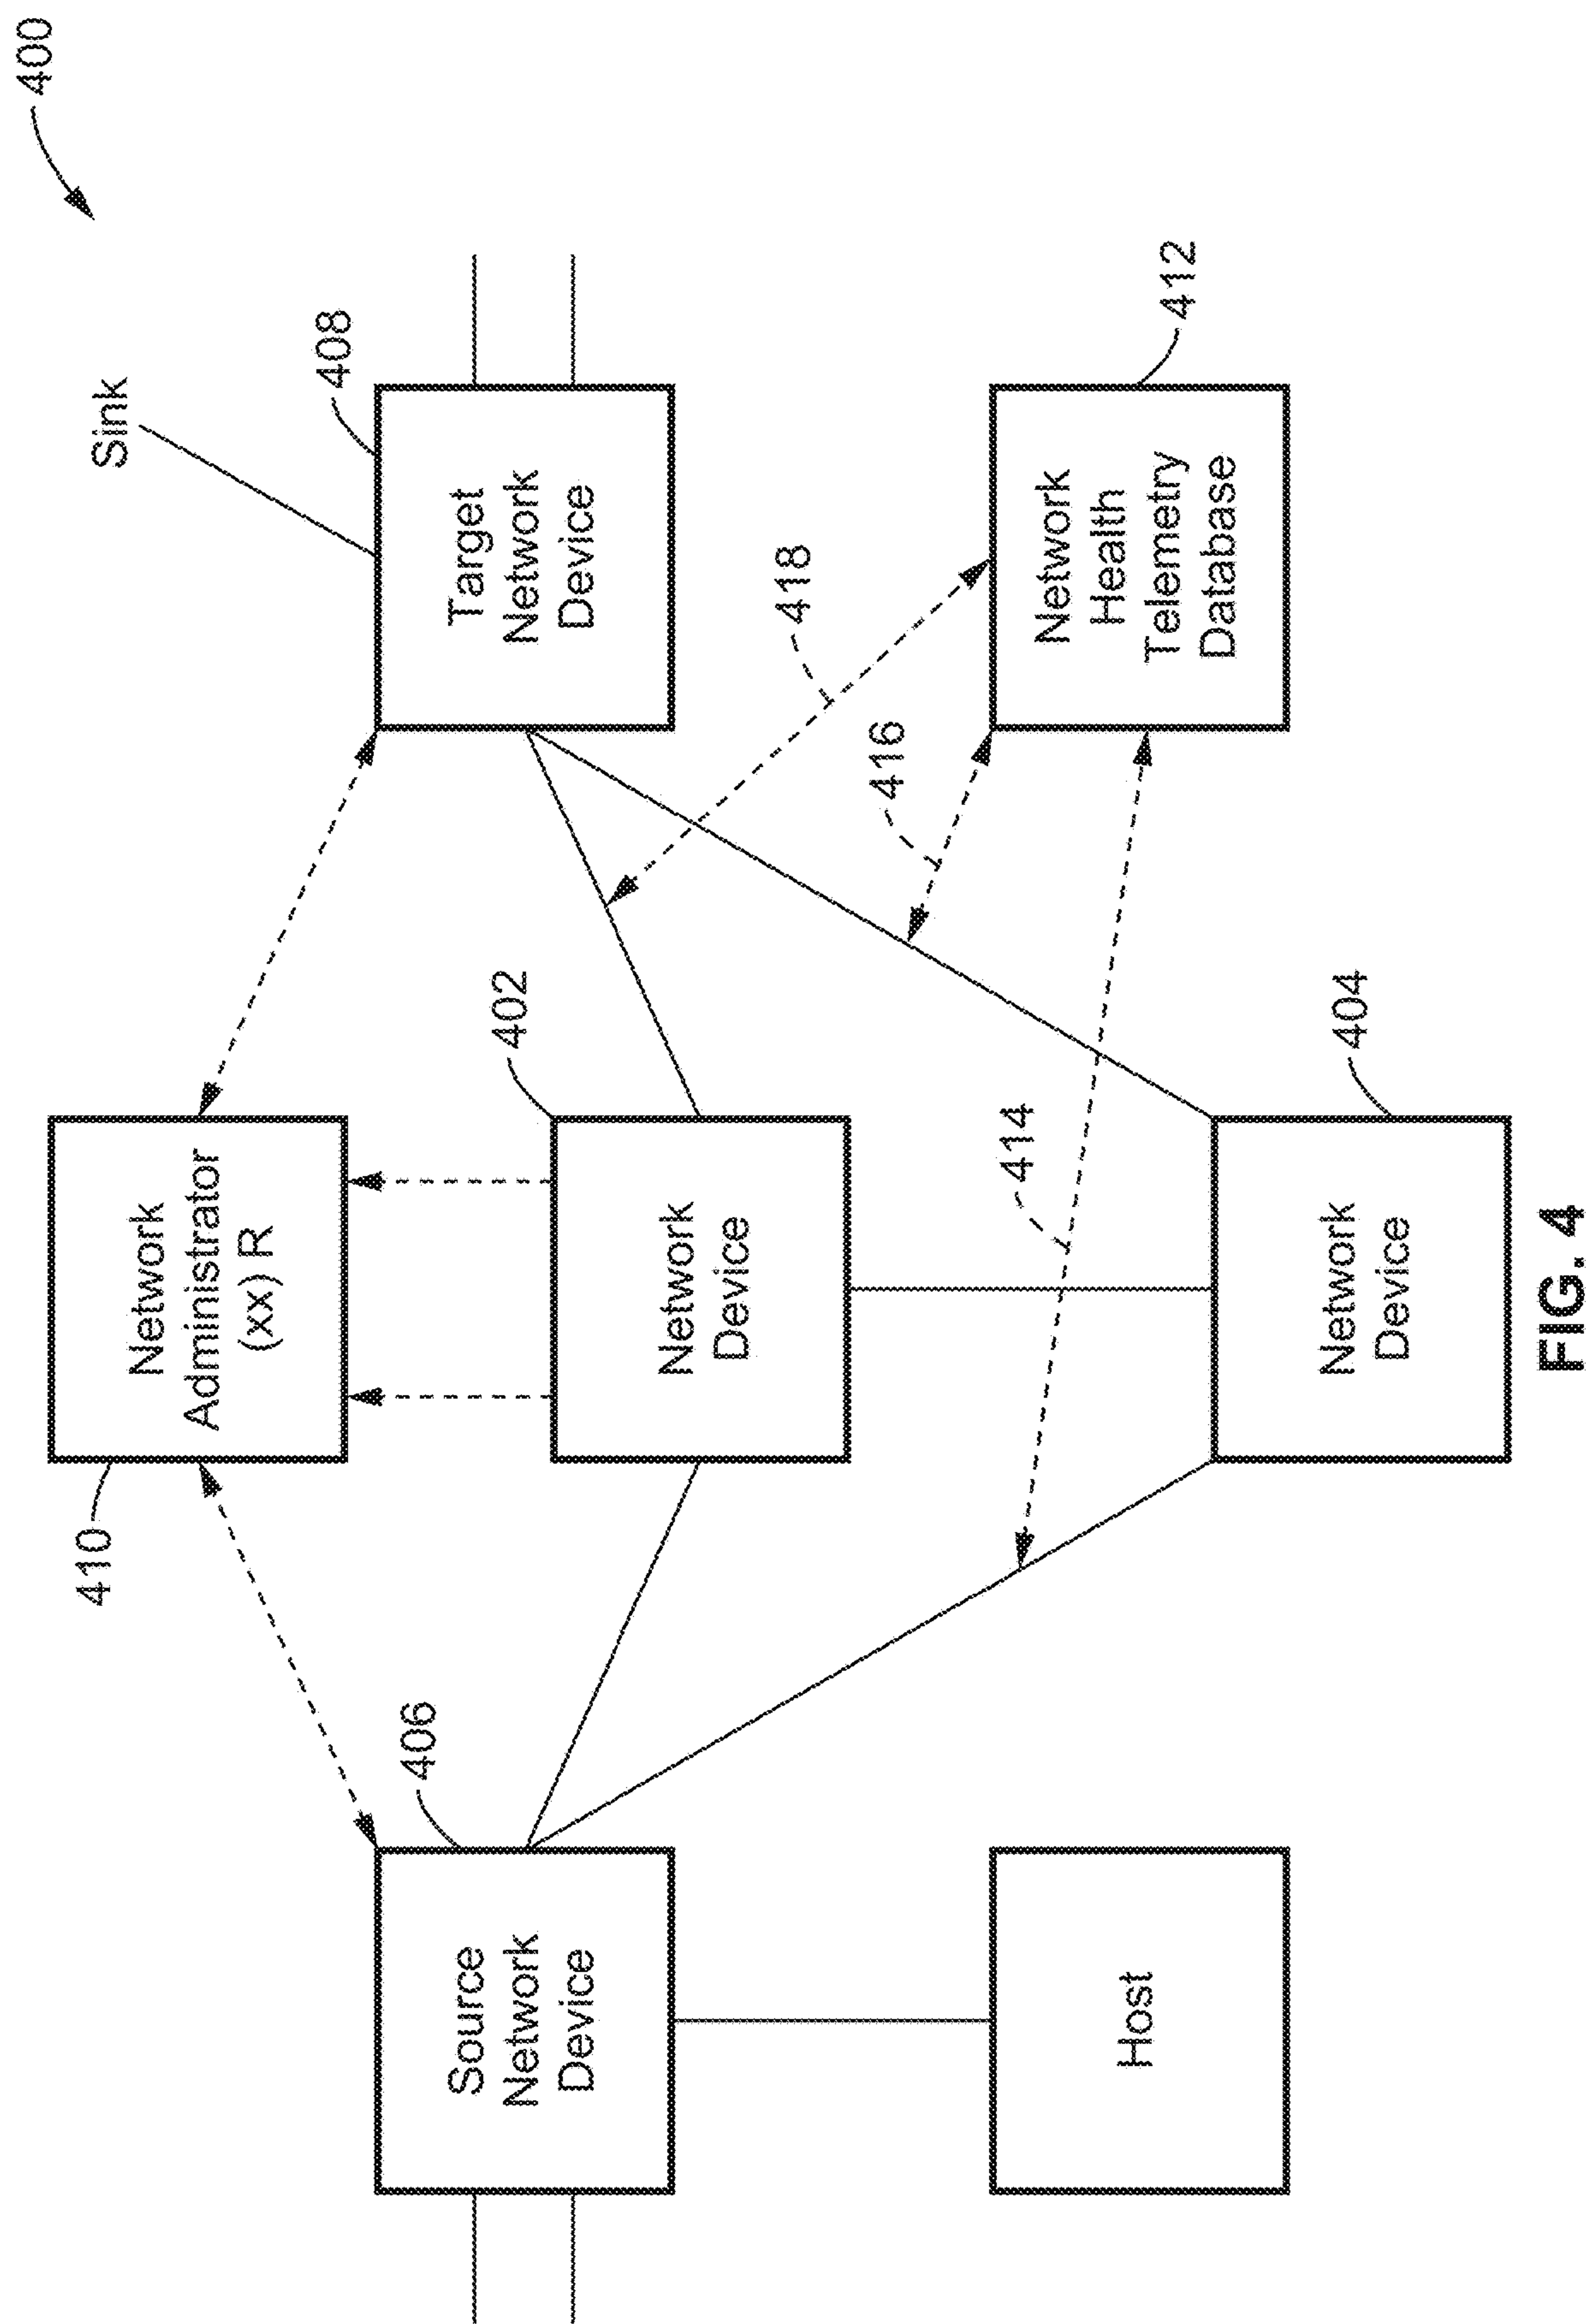 400
Sink
408
Network
Administrator
(xx) R
410
402
406
Source
Network
Device
Network
Device
Target
Network
Device
418
416
414
412
Host
Network
Device
404
Network
Health
Telemetry
Database
FIG. 4